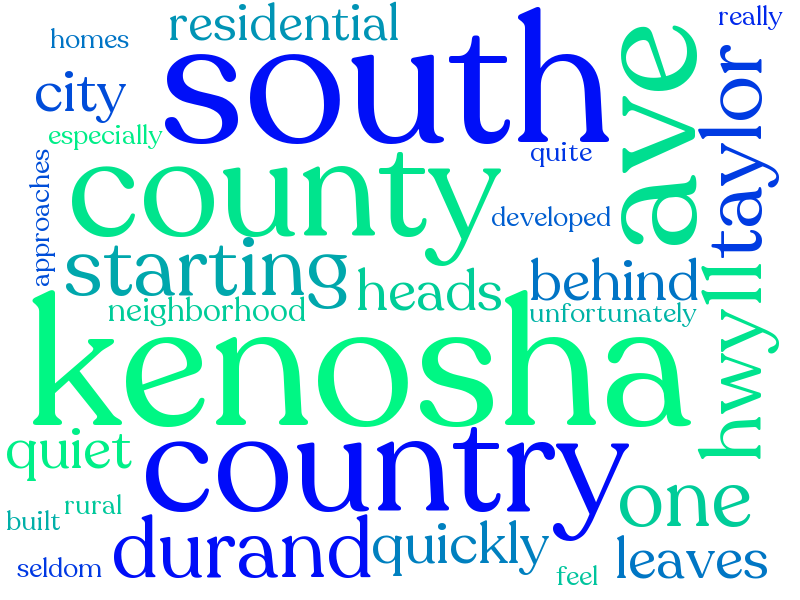 really
residential
homes
south
ave
city
taylor
especially
quite
approaches
county
developed
starting
behind
heads
hwy ll
neighborhood
unfortunately
kenosha
quiet
country
one
rural
built
durand
quickly
leaves
seldom
feel